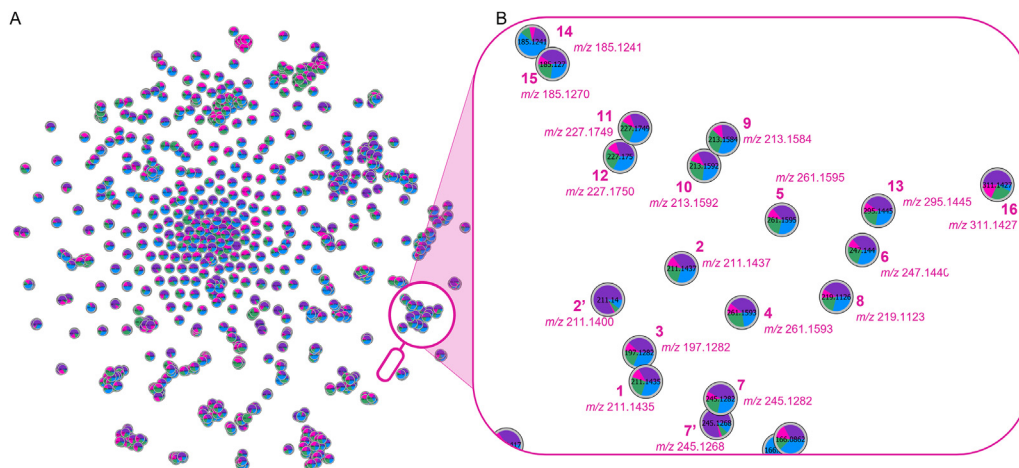 A
B
14
185.1241
m/z 185.1241
15
185.127
m/z 185.1270
11
227.1749
m/z 227.1749
12
227.175
m/z 227.1750
9
213.1584
m/z 213.1584
10
213.1592
m/z 213.1592
m/z 261.1595
5
261.1595
13
295.1445
m/z 295.1445
311.1427
16
m/z 311.1427
6
247.144
m/z 247.1440
2
211.1437
m/z 211.1437
2’
211.14
m/z 211.1400
8
219.1126
m/z 219.1123
4
261.1593
m/z 261.1593
3
197.1282
m/z 197.1282
1
211.1435
m/z 211.1435
7
245.1282
m/z 245.1282
7’
245.1268
m/z 245.1268
166.0862